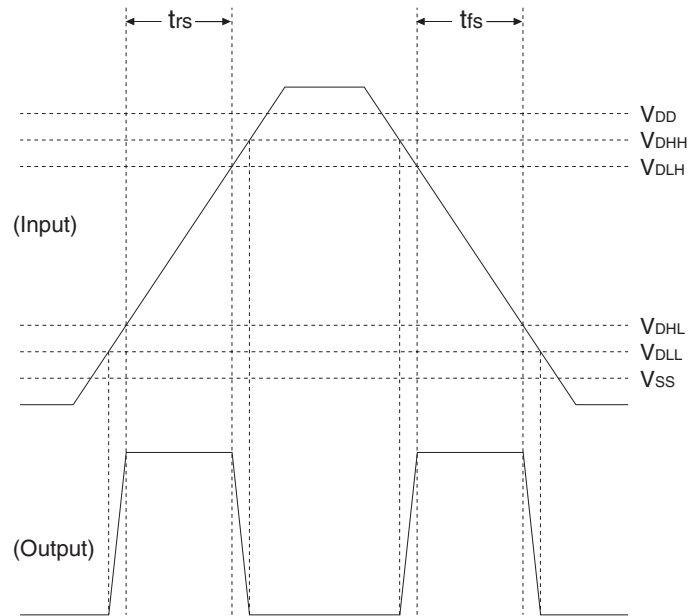 trs
tfs
VDD
VDHH
VDLH
(Input)
VDHL
VDLL
VSS
(Output)